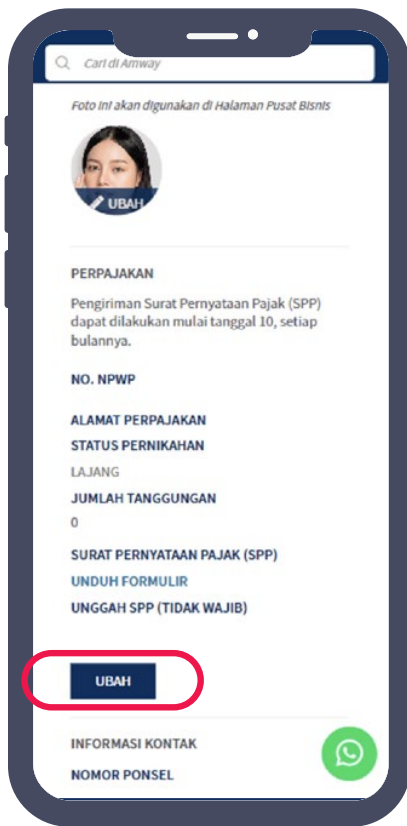 Cari di Amway
Foto ini akan digunakan di Halaman Pusat Bisnis
UBAH
PERPAJAKAN
Pengiriman Surat Pernyataan Pajak (SPP)
dapat dilakukan mulai tanggal 10, setiap
bulannya.
NO. NPWP
ALAMAT PERPAJAKAN
STATUS PERNIKAHAN
LAJANG
JUMLAH TANGGUNGAN
0
SURAT PERNYATAAN PAJAK (SPP)
UNDUH FORMULIR
UNGGAH SPP (TIDAK WAJIB)
UBAH
INFORMASI KONTAK
NOMOR PONSEL